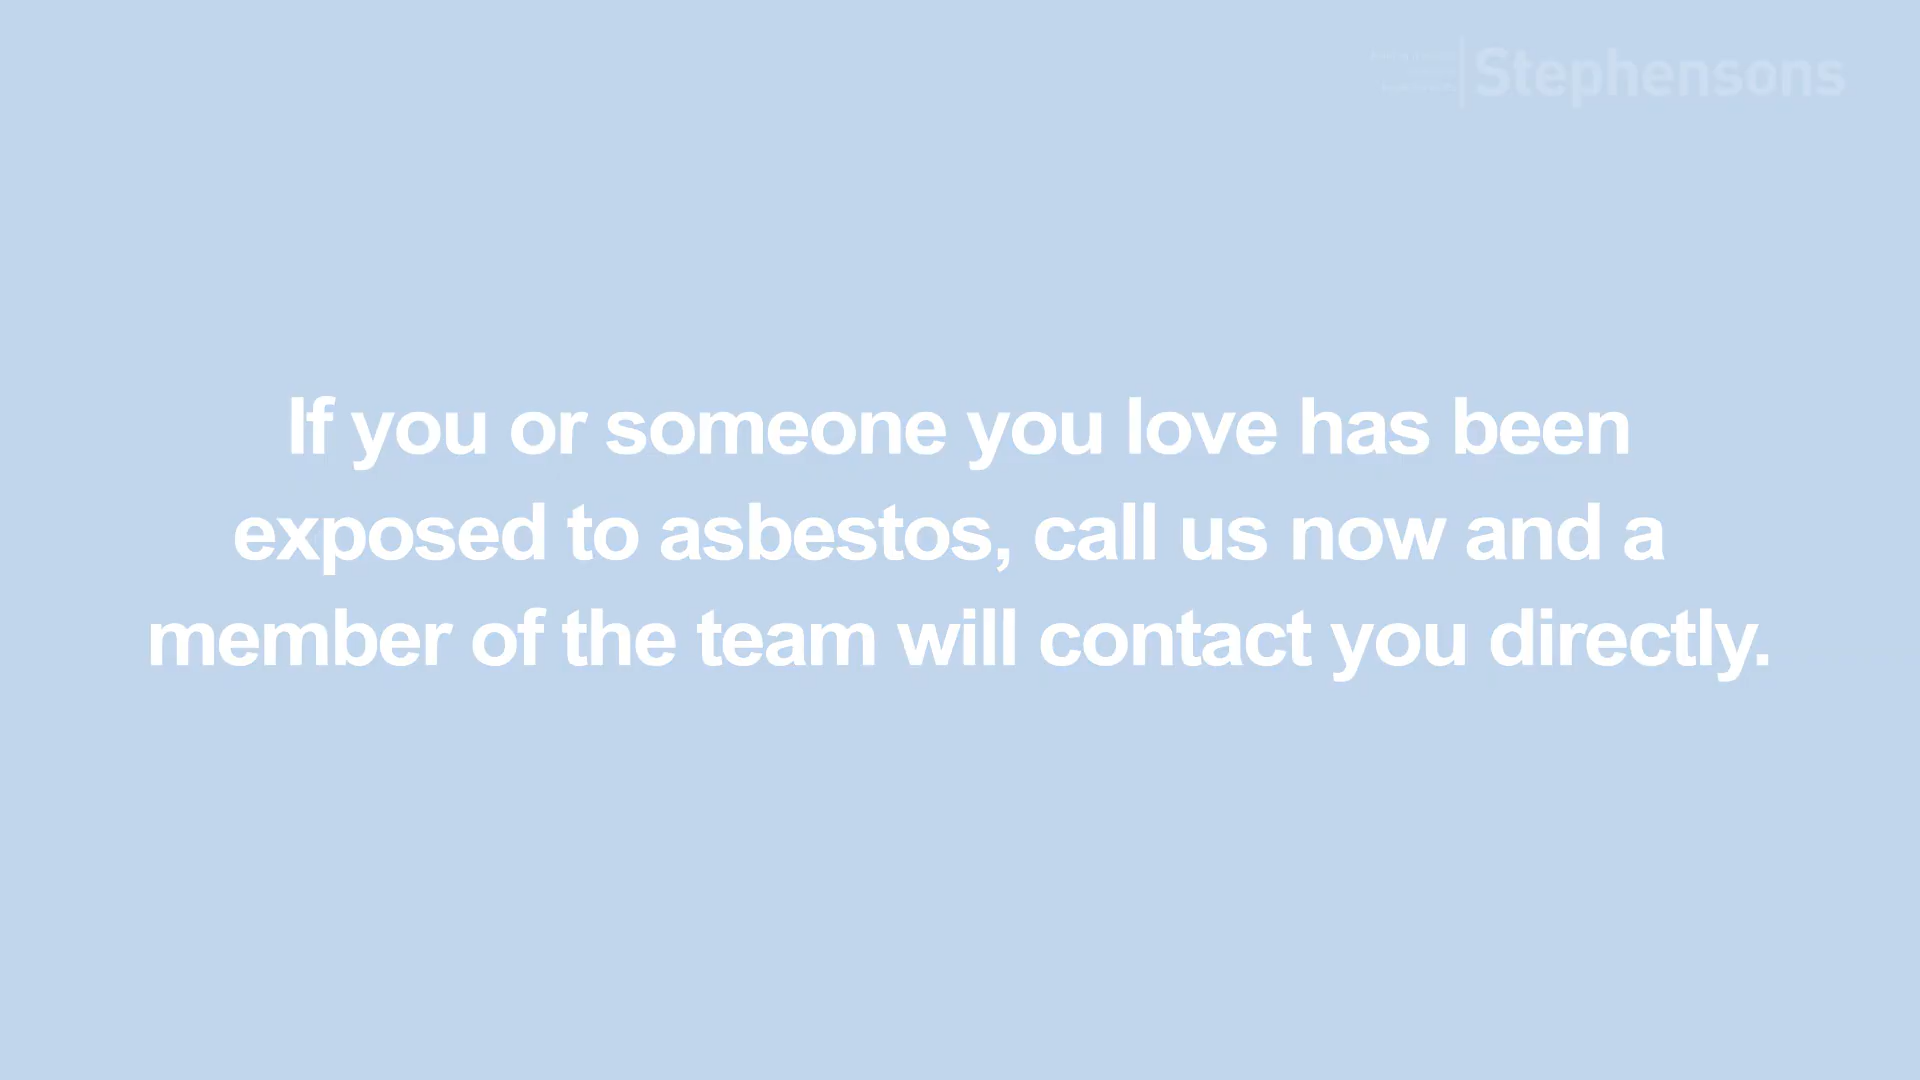 Stephensons
If you or someone you love has been
exposed to asbestos, call us now and a
member of the team will contact you directly.